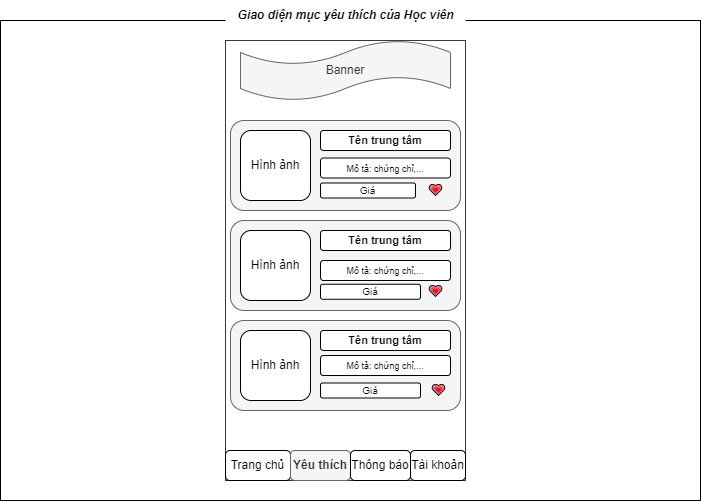 Giao diện mục yêu thích của Học viên
Banner
Hình ảnh
Tên trung tâm
Mô tả: chứng chỉ,...
Giá
Hình ảnh
Tên trung tâm
Mô tả: chứng chỉ,...
Giá
Hình ảnh
Tên trung tâm
Mô tả: chứng chỉ,...
Giá
Trang chủ Yêu thích Thông báo Tài khoản